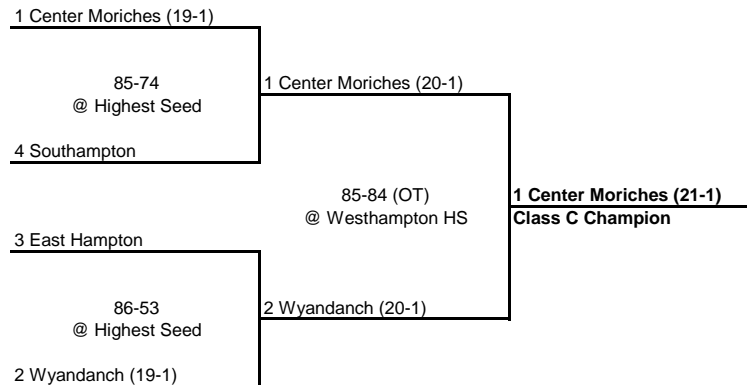 1 Center Moriches (19-1)
85-74
@ Highest Seed
1 Center Moriches (20-1)
4 Southampton
85-84 (OT)
@ Westhampton HS
1 Center Moriches (21-1)
Class C Champion
3 East Hampton
86-53
@ Highest Seed
2 Wyandanch (20-1)
2 Wyandanch (19-1)